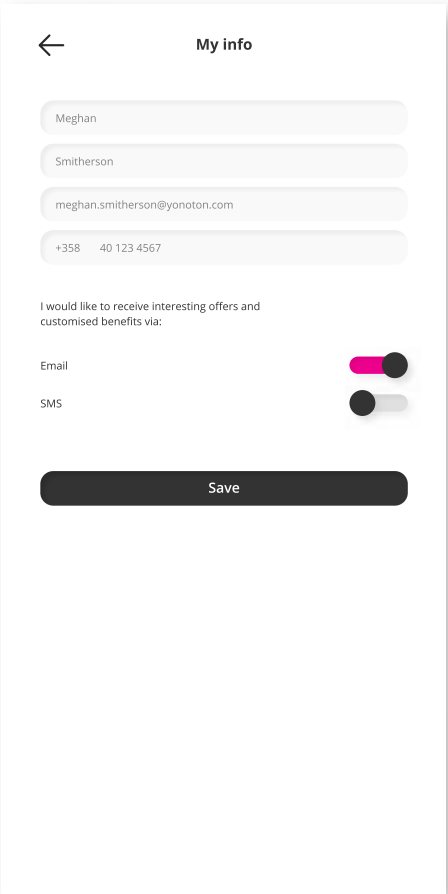 My info
Meghan
Smitherson
meghan.smitherson@yonoton.com
+358 40 123 4567
I would like to receive interesting offers and
customised benefits via:
Email
SMS
Save